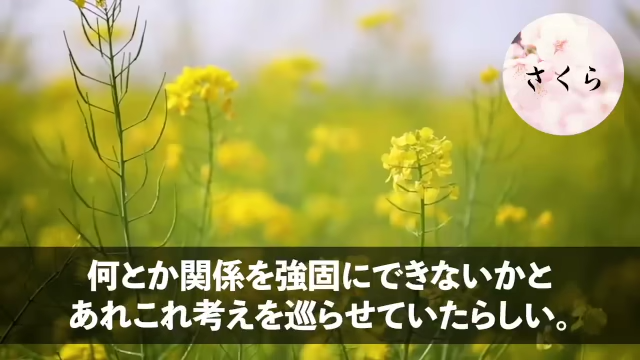 さくら
何とか関係を強固にできないかと
あれこれ考えを巡らせていたらしい。